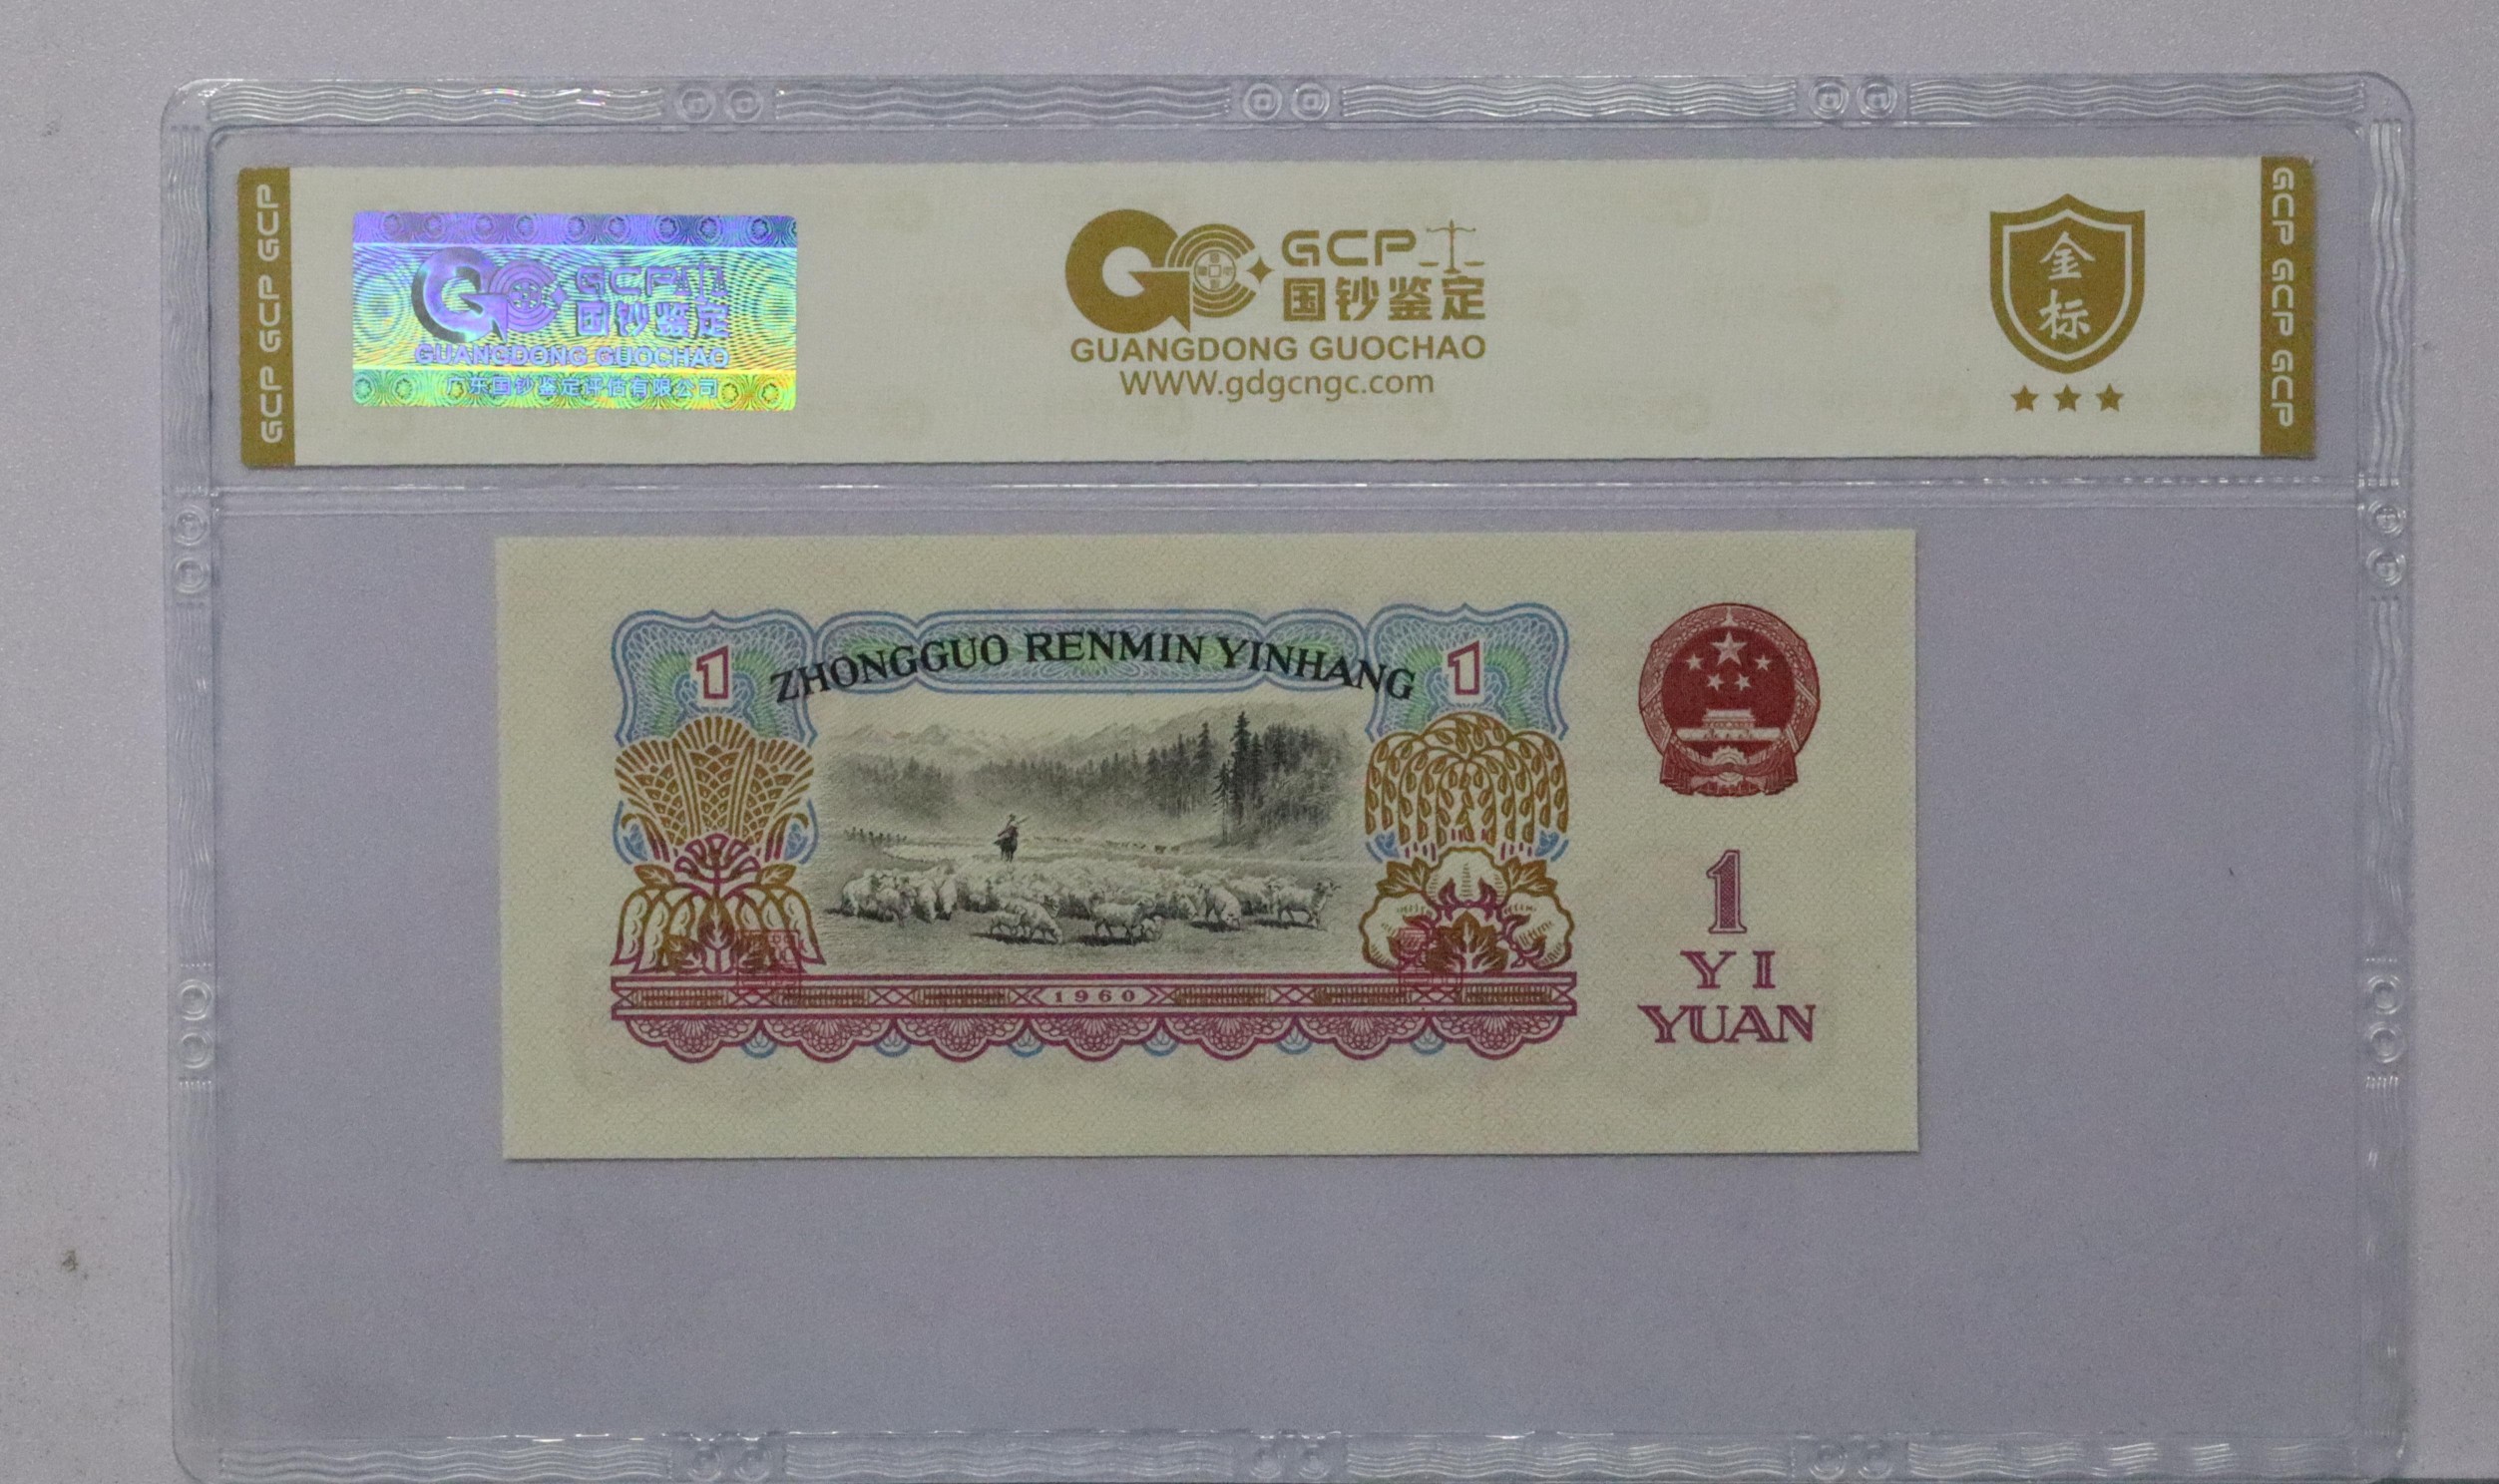 GCP GCP GCP
GCP
国钞鉴定
GUANGDONG GUOCHAO
广东国钞鉴定评估有限公司
GCP
国钞鉴定
GUANGDONG GUOCHAO
WWW.gdgcngc.com
金
标
GCP GCP GCP
1
ZHONGGUO RENMIN YINHANG
1
1
YI
YUAN
1960